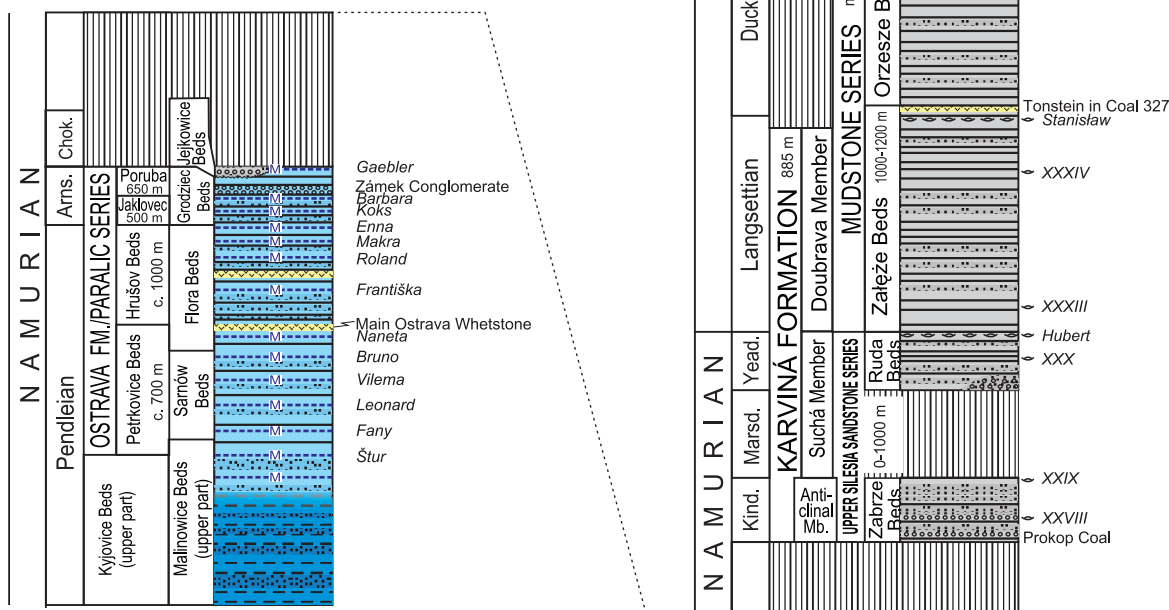 NAMURIAN
Chok.
Arns.
Pendleian
OSTRAVA FM./PARALIC SERIES
Poruba
650 m
Jaklovec
500 m
Hrušov Beds
c. 1000 m
Petrkovice Beds
c. 700 m
Kyjovice Beds
(upper part)
Jejkowice
Beds
Grodziec
Beds
Flora Beds
Sarnów
Beds
Malinowice Beds
(upper part)
M
M
M
M
M
M
M
M
M
M
M
M
M
M
Gaebler
Zámek Conglomerate
Barbara
Koks
Enna
Makra
Roland
Františka
Main Ostrava Whetstone
Naneta
Bruno
Vilema
Leonard
Fany
Štur
NAMURIAN
Duck
Langsettian
Yead.
Marsd.
Kind.
KARVINÁ FORMATION 885 m
Doubrava Member
Suchá Member
Anti-
clinal
Mb.
MUDSTONE SERIES
UPPER SILESIA SANDSTONE SERIES
Orzesze B
Załęże Beds 1000-1200 m
Ruda
Beds
0-1000 m
Zabrze
Beds
Tonstein in Coal 327
Stanisław
XXXIV
XXXIII
Hubert
XXX
XXIX
XXVIII
Prokop Coal